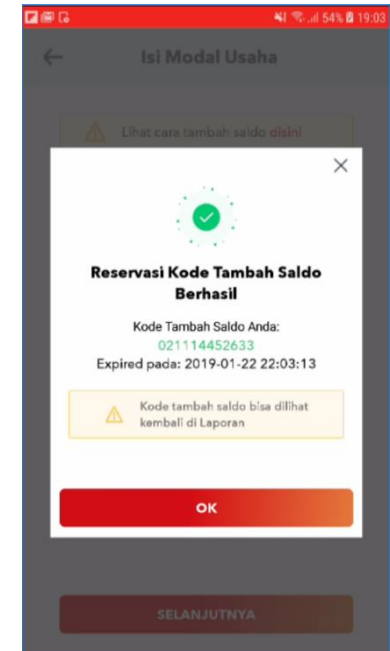 54% 19:03
Isi Modal Usaha
Lihat cara tambah saldo disini
Reservasi Kode Tambah Saldo
Berhasil
Kode Tambah Saldo Anda:
021114452633
Expired pada: 2019-01-22 22:03:13
Kode tambah saldo bisa dilihat
kembali di Laporan
OK
SELANJUTNYA